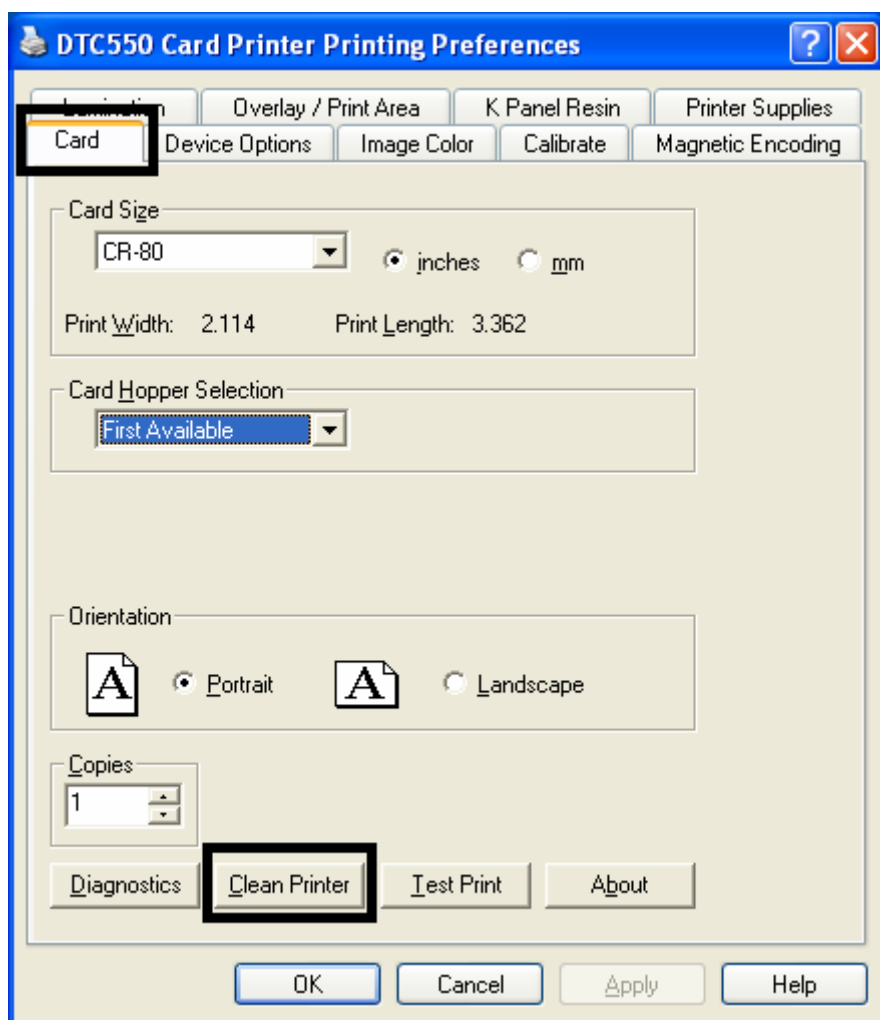 DTC550 Card Printer Printing Preferences
Lamination Overlay / Print Area K Panel Resin Printer Supplies
Card Device Options Image Color Calibrate Magnetic Encoding
Card Size
CR-80 inches mm
Print Width: 2.114 Print Length: 3.362
Card Hopper Selection
First Available
Orientation
A Portrait A Landscape
Copies
1
Diagnostics Clean Printer Test Print About
OK Cancel Apply Help